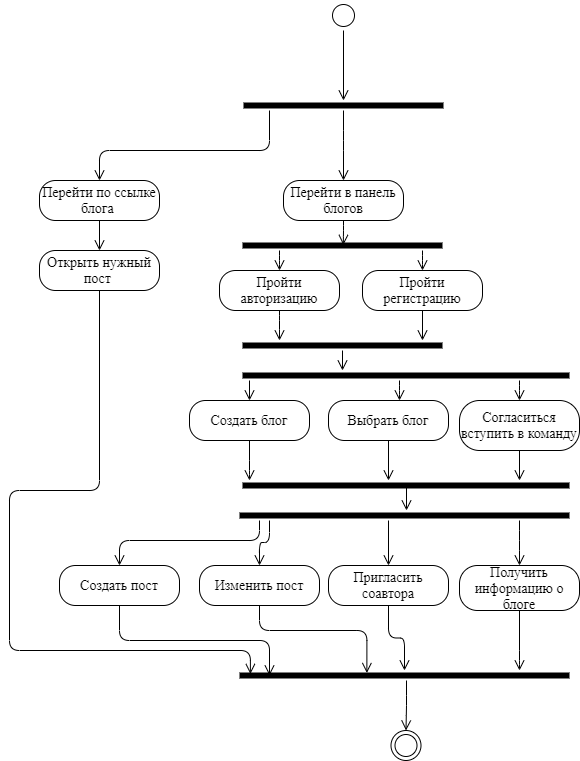 Перейти по ссылке
блога
Перейти в панель
блогов
Открыть нужный
пост
Пройти
авторизацию
Пройти
регистрацию
Создать блог
Выбрать блог
Согласиться
вступить в команду
Создать пост
Изменить пост
Пригласить
соавтора
Получить
информацию о
блоге